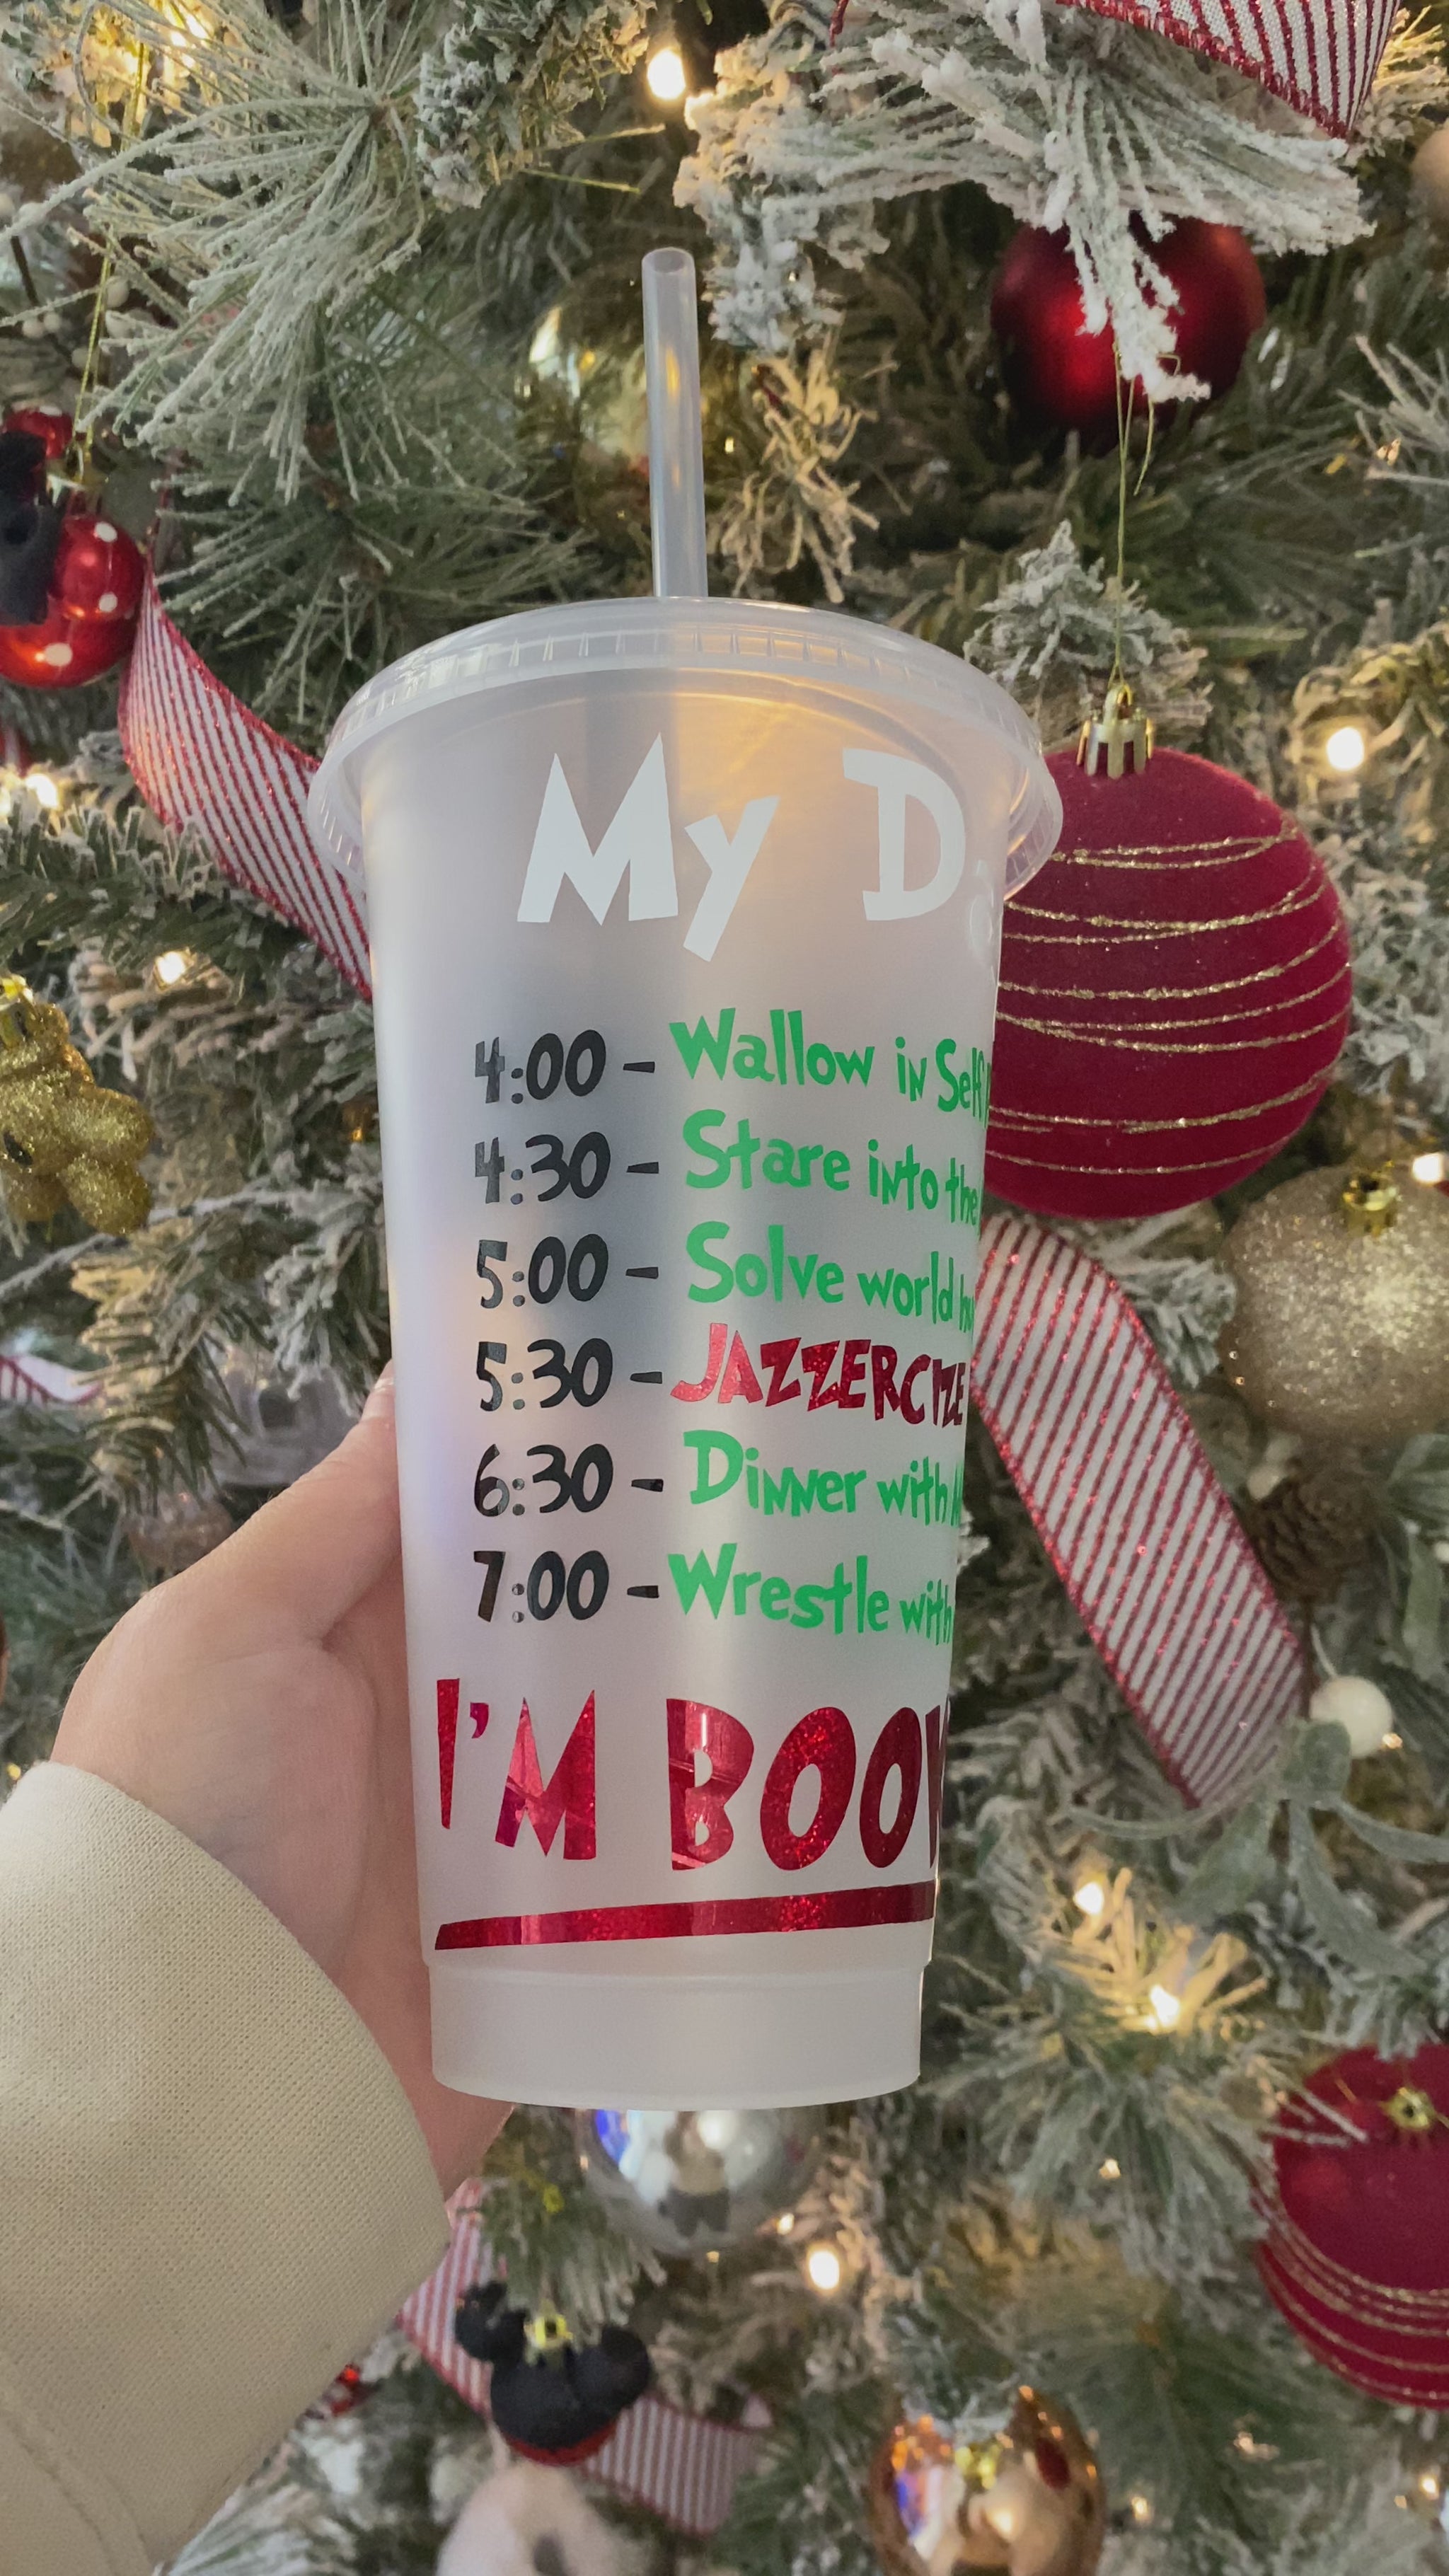 My D
4:00 - Wallow in Self
4:30 - Stare into the
5:00 - Solve world
5:30 - JAZZERCIZE
6:30 - Dinner with
7:00 - Wrestle with
I'M BOOK